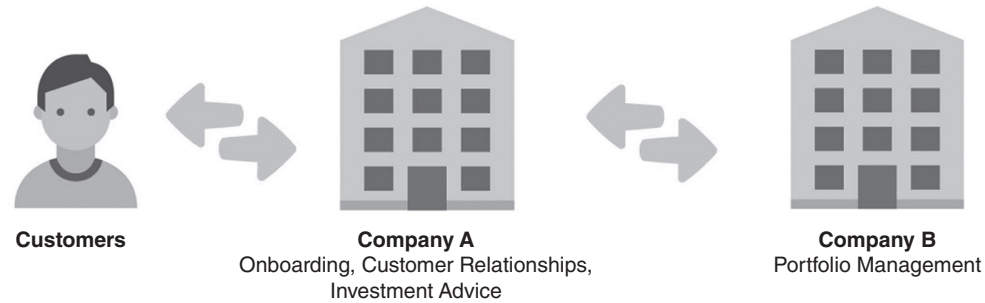 Customers
Company A
Onboarding, Customer Relationships,
Investment Advice
Company B
Portfolio Management